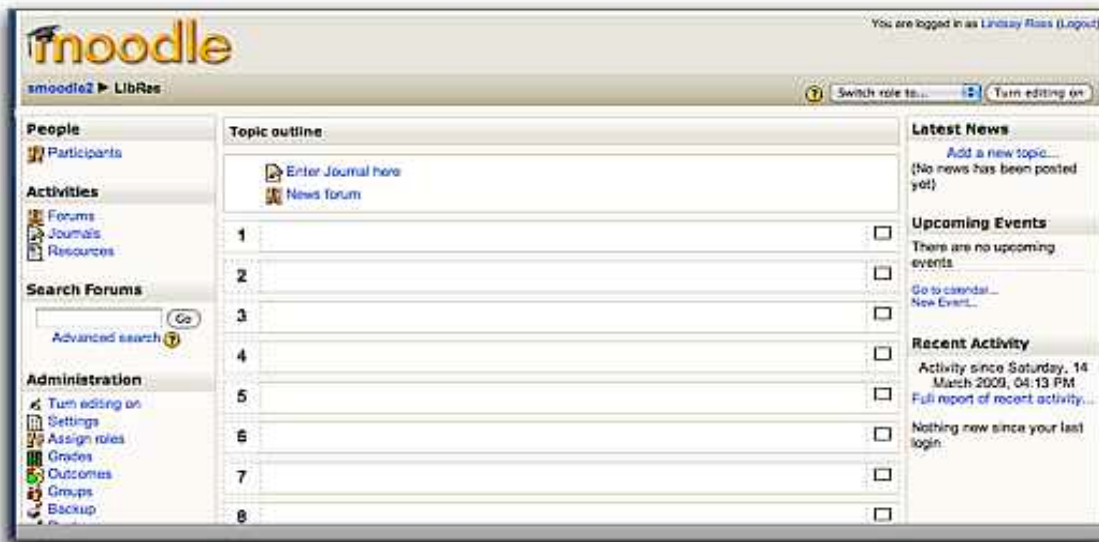 moodle
You are logged in as Lindsay Ross (Logout)
smoodle2 ► LibRes
Switch role to...
Turn editing on
People
Participants
Activities
Forums
Journals
Resources
Search Forums
Go
Advanced search
Administration
Turn editing on
Settings
Assign roles
Grades
Outcomes
Groups
Backup
Topic outline
Enter Journal here
News forum
1
2
3
4
5
6
7
8
Latest News
Add a new topic...
(No news has been posted
yet)
Upcoming Events
There are no upcoming
events
Go to calendar...
New Event...
Recent Activity
Activity since Saturday, 14
March 2009, 04:13 PM
Full report of recent activity...
Nothing new since your last
login